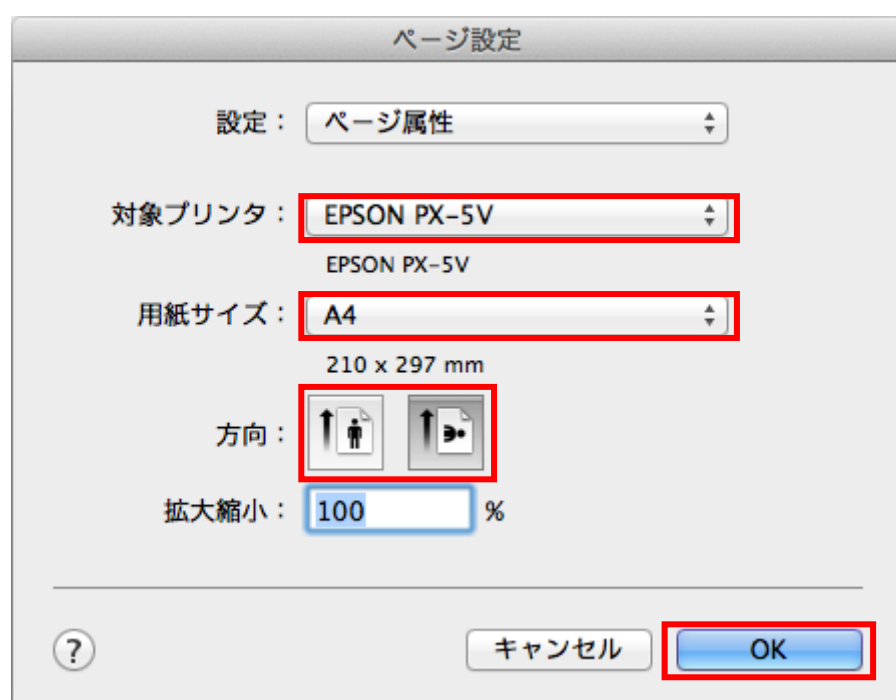 ページ設定
設定： ページ属性
対象プリンタ： EPSON PX-5V
EPSON PX-5V
用紙サイズ： A4
210 x 297 mm
方向：
拡大縮小： 100 %
? キャンセル OK